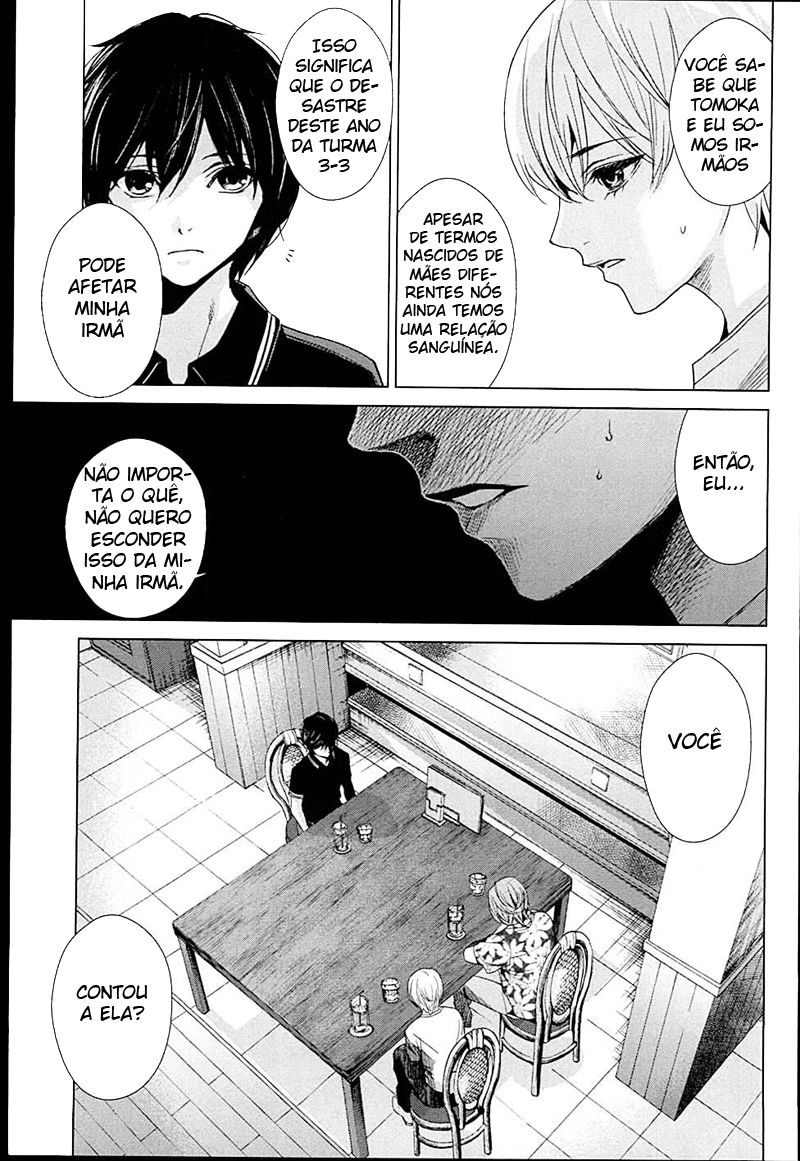 VOCÊ SA-
BE QUE
TOMOKA
E EU SO-
MOS IR-
MÃOS
APESAR
DE TERMOS
NASCIDOS DE
MÃES DIFE-
RENTES NÓS
AINDA TEMOS
UMA RELAÇÃO
SANGUÍNEA.
ISSO
SIGNIFICA
QUE O DE-
SASTRE
DESTE ANO
DA TURMA
3-3
PODE
AFETAR
MINHA
IRMÃ
ENTÃO,
EU...
NÃO IMPOR-
TA O QUÊ,
NÃO QUERO
ESCONDER
ISSO DA MI-
NHA IRMÃ.
VOCÊ
CONTOU
A ELA?